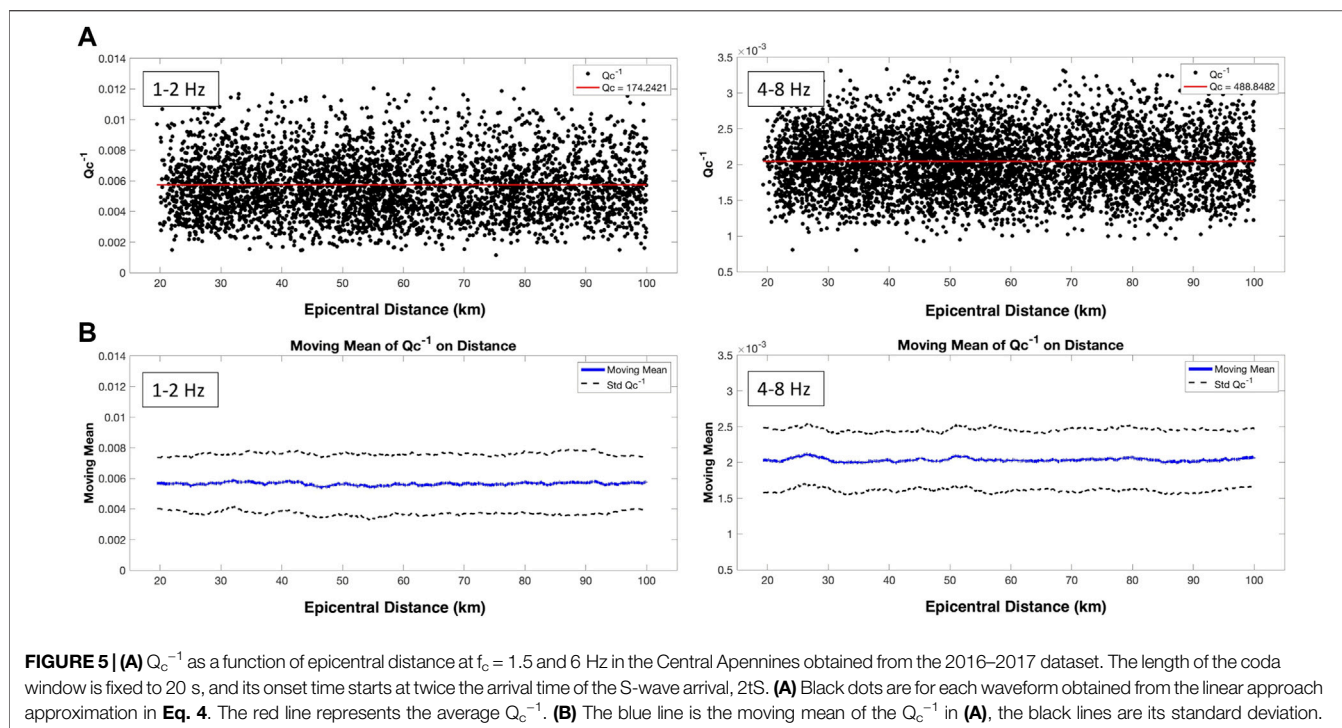 A
1-2 Hz
Qc⁻¹
Qc = 174.2421
0.014
0.012
0.01
0.008
0.006
0.004
0.002
0
Qc⁻¹
20 30 40 50 60 70 80 90 100
Epicentral Distance (km)
×10⁻³
4-8 Hz
Qc⁻¹
Qc = 488.8482
3.5
3
2.5
2
1.5
1
0.5
Qc⁻¹
20 30 40 50 60 70 80 90 100
Epicentral Distance (km)
B
Moving Mean of Qc⁻¹ on Distance
1-2 Hz
Moving Mean
Std Qc⁻¹
0.014
0.012
0.01
0.008
0.006
0.004
0.002
0
Moving Mean
20 30 40 50 60 70 80 90 100
Epicentral Distance (km)
Moving Mean of Qc⁻¹ on Distance
×10⁻³
4-8 Hz
Moving Mean
Std Qc⁻¹
3.5
3
2.5
2
1.5
1
0.5
Moving Mean
20 30 40 50 60 70 80 90 100
Epicentral Distance (km)
FIGURE 5 | (A) Qc⁻¹ as a function of epicentral distance at fc = 1.5 and 6 Hz in the Central Apennines obtained from the 2016–2017 dataset. The length of the coda
window is fixed to 20 s, and its onset time starts at twice the arrival time of the S-wave arrival, 2tS. (A) Black dots are for each waveform obtained from the linear approach
approximation in Eq. 4. The red line represents the average Qc⁻¹. (B) The blue line is the moving mean of the Qc⁻¹ in (A), the black lines are its standard deviation.